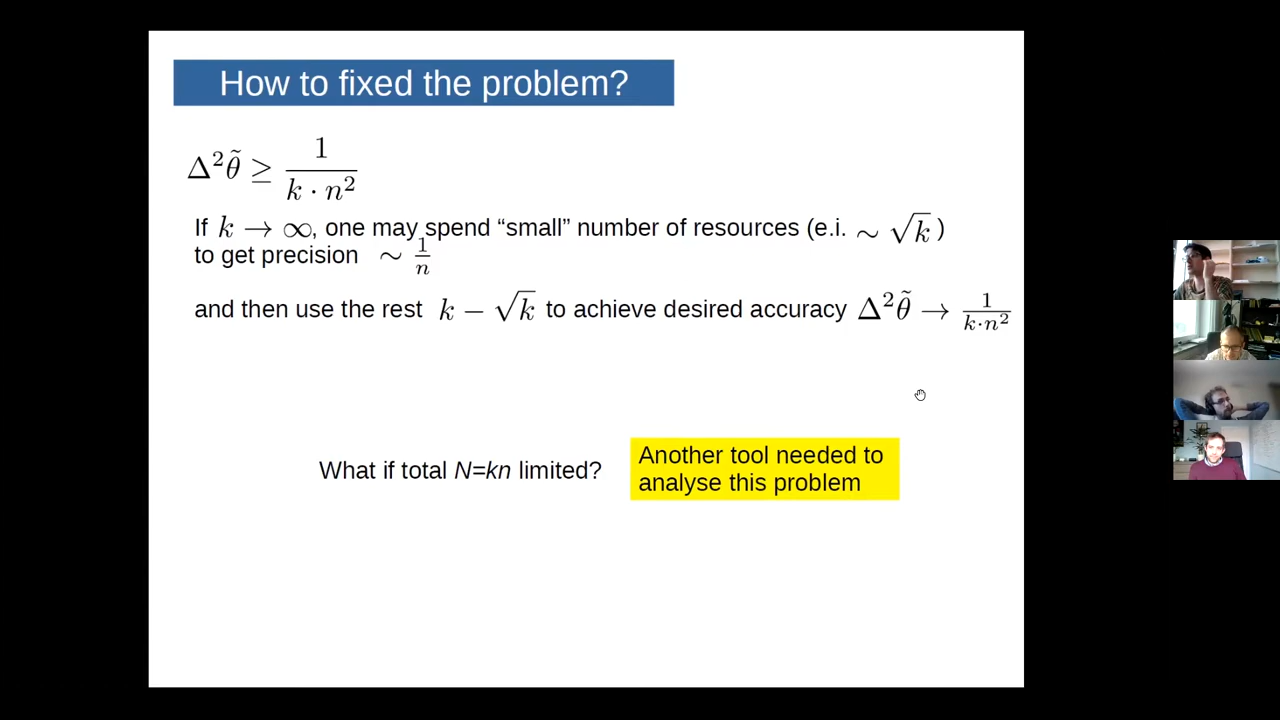 How to fixed the problem?
Δ²θ̃ ≥ 1/(k · n²)
If k → ∞, one may spend “small” number of resources (e.i. ∼ √k )
to get precision ∼ 1/n
and then use the rest k − √k to achieve desired accuracy Δ²θ̃ → 1/(k·n²)
What if total N=kn limited?
Another tool needed to
analyse this problem